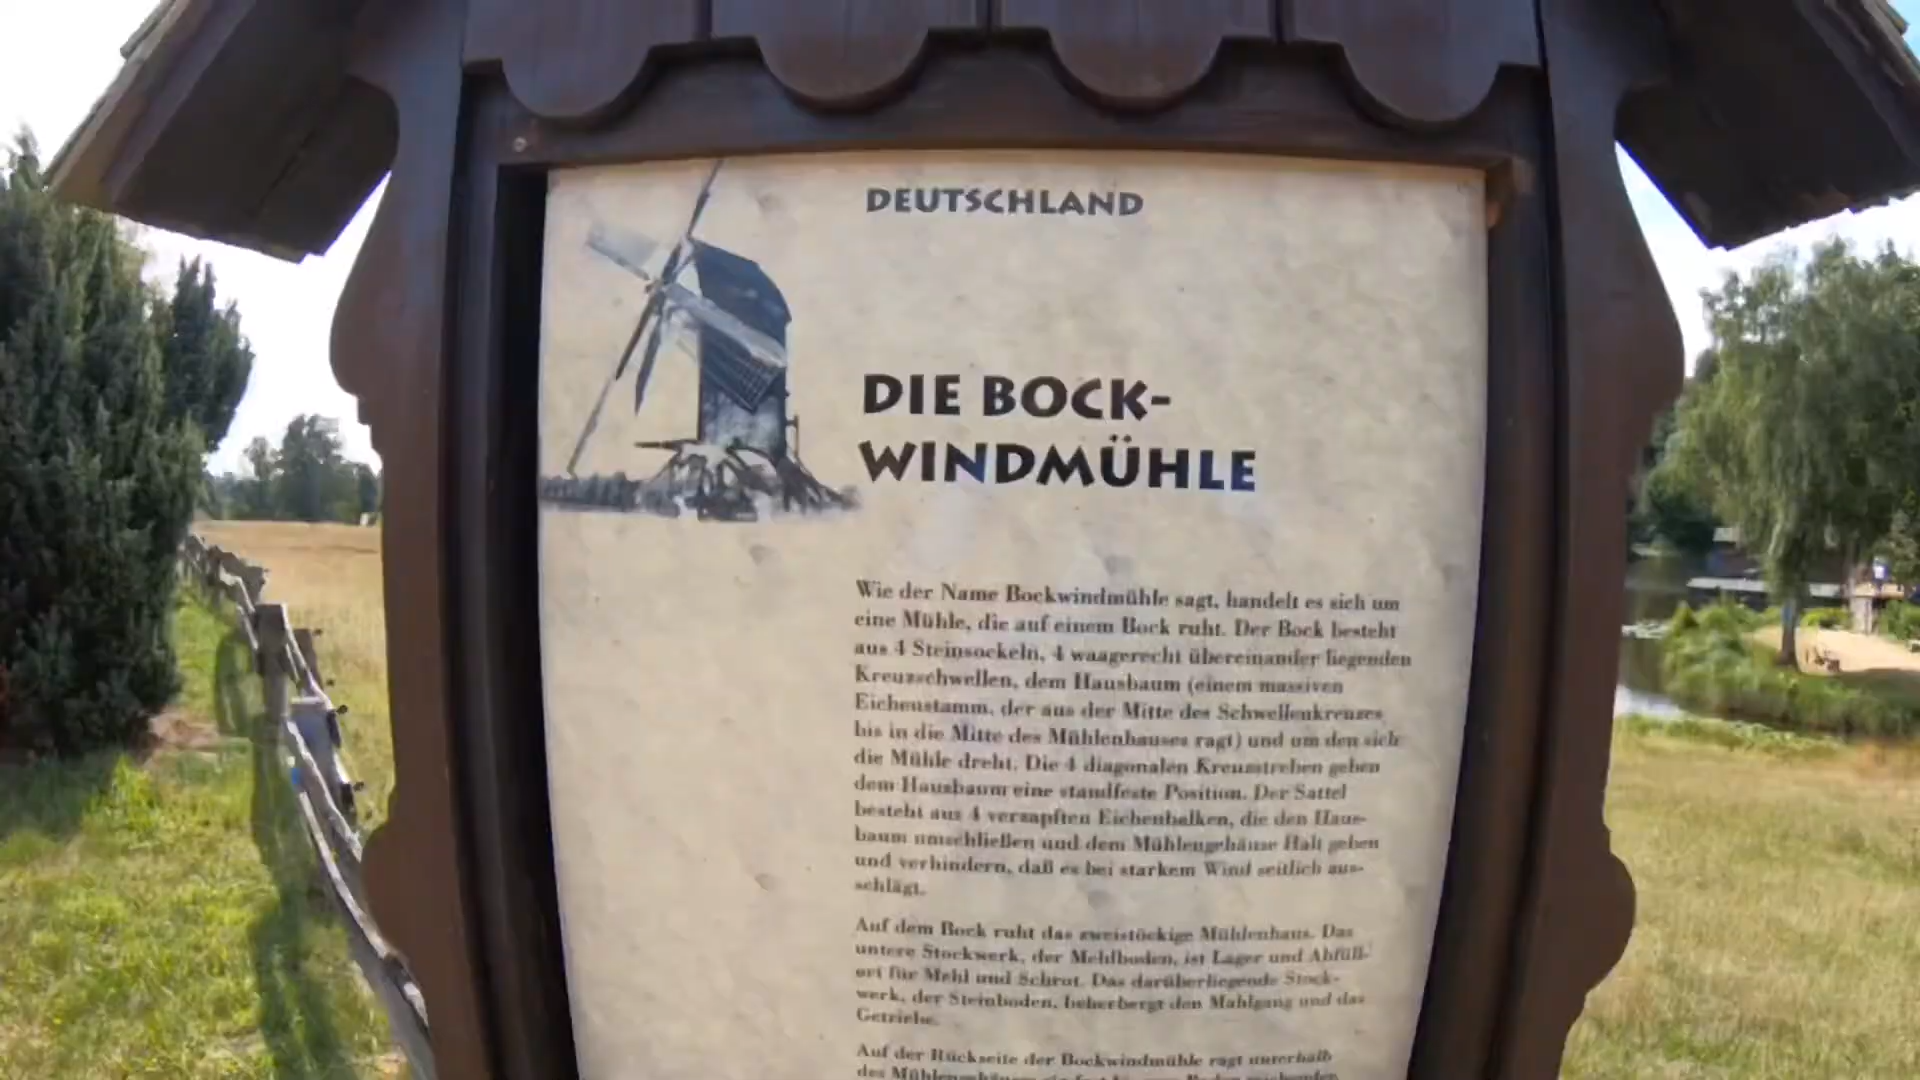 DEUTSCHLAND
DIE BOCK-
WINDMÜHLE
Wie der Name Bockwindmühle sagt, handelt es sich um
eine Mühle, die auf einem Bock ruht. Der Bock besteht
aus 4 Steinsockeln, 4 waagerecht übereinander liegenden
Kreuzschwellen, dem Hausbaum (einem massiven
Eichenstamm, der aus der Mitte des Schwellenkreuzes
bis in die Mitte des Mühlenhauses ragt) und um den sich
die Mühle dreht. Die 4 diagonalen Kreuzstreben geben
dem Hausbaum eine standfeste Position. Der Sattel
besteht aus 4 verzapften Eichenbalken, die den Haus-
baum umschließen und dem Mühlengehäuse Halt geben
und verhindern, daß es bei starkem Wind seitlich aus-
schlägt.
Auf dem Bock ruht das zweistöckige Mühlenhaus. Das
untere Stockwerk, der Mehlboden, ist Lager und Abfüll-
ort für Mehl und Schrot. Das darüberliegende Stock-
werk, der Steinboden, beherbergt den Mahlgang und das
Getriebe.
Auf der Rückseite der Bockwindmühle ragt unterhalb
des